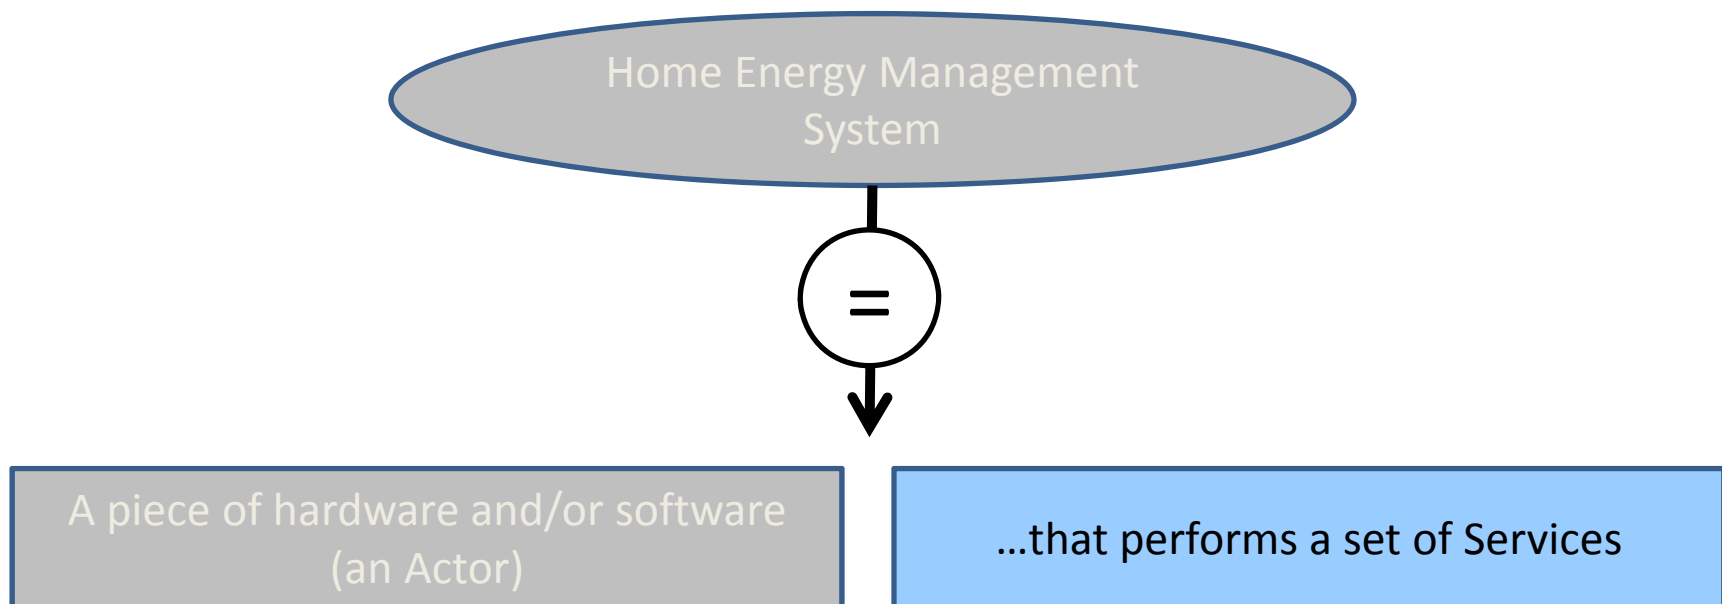 Home Energy Management
System
=
A piece of hardware and/or software
(an Actor)
…that performs a set of Services